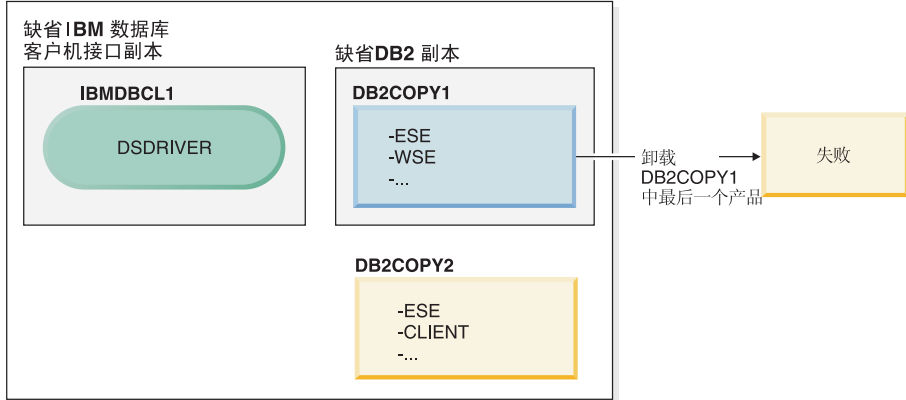 缺省IBM 数据库
客户机接口副本
IBMDBCL1
DSDRIVER
缺省DB2 副本
DB2COPY1
-ESE
-WSE
-...
卸载
DB2COPY1
中最后一个产品
失败
DB2COPY2
-ESE
-CLIENT
-...